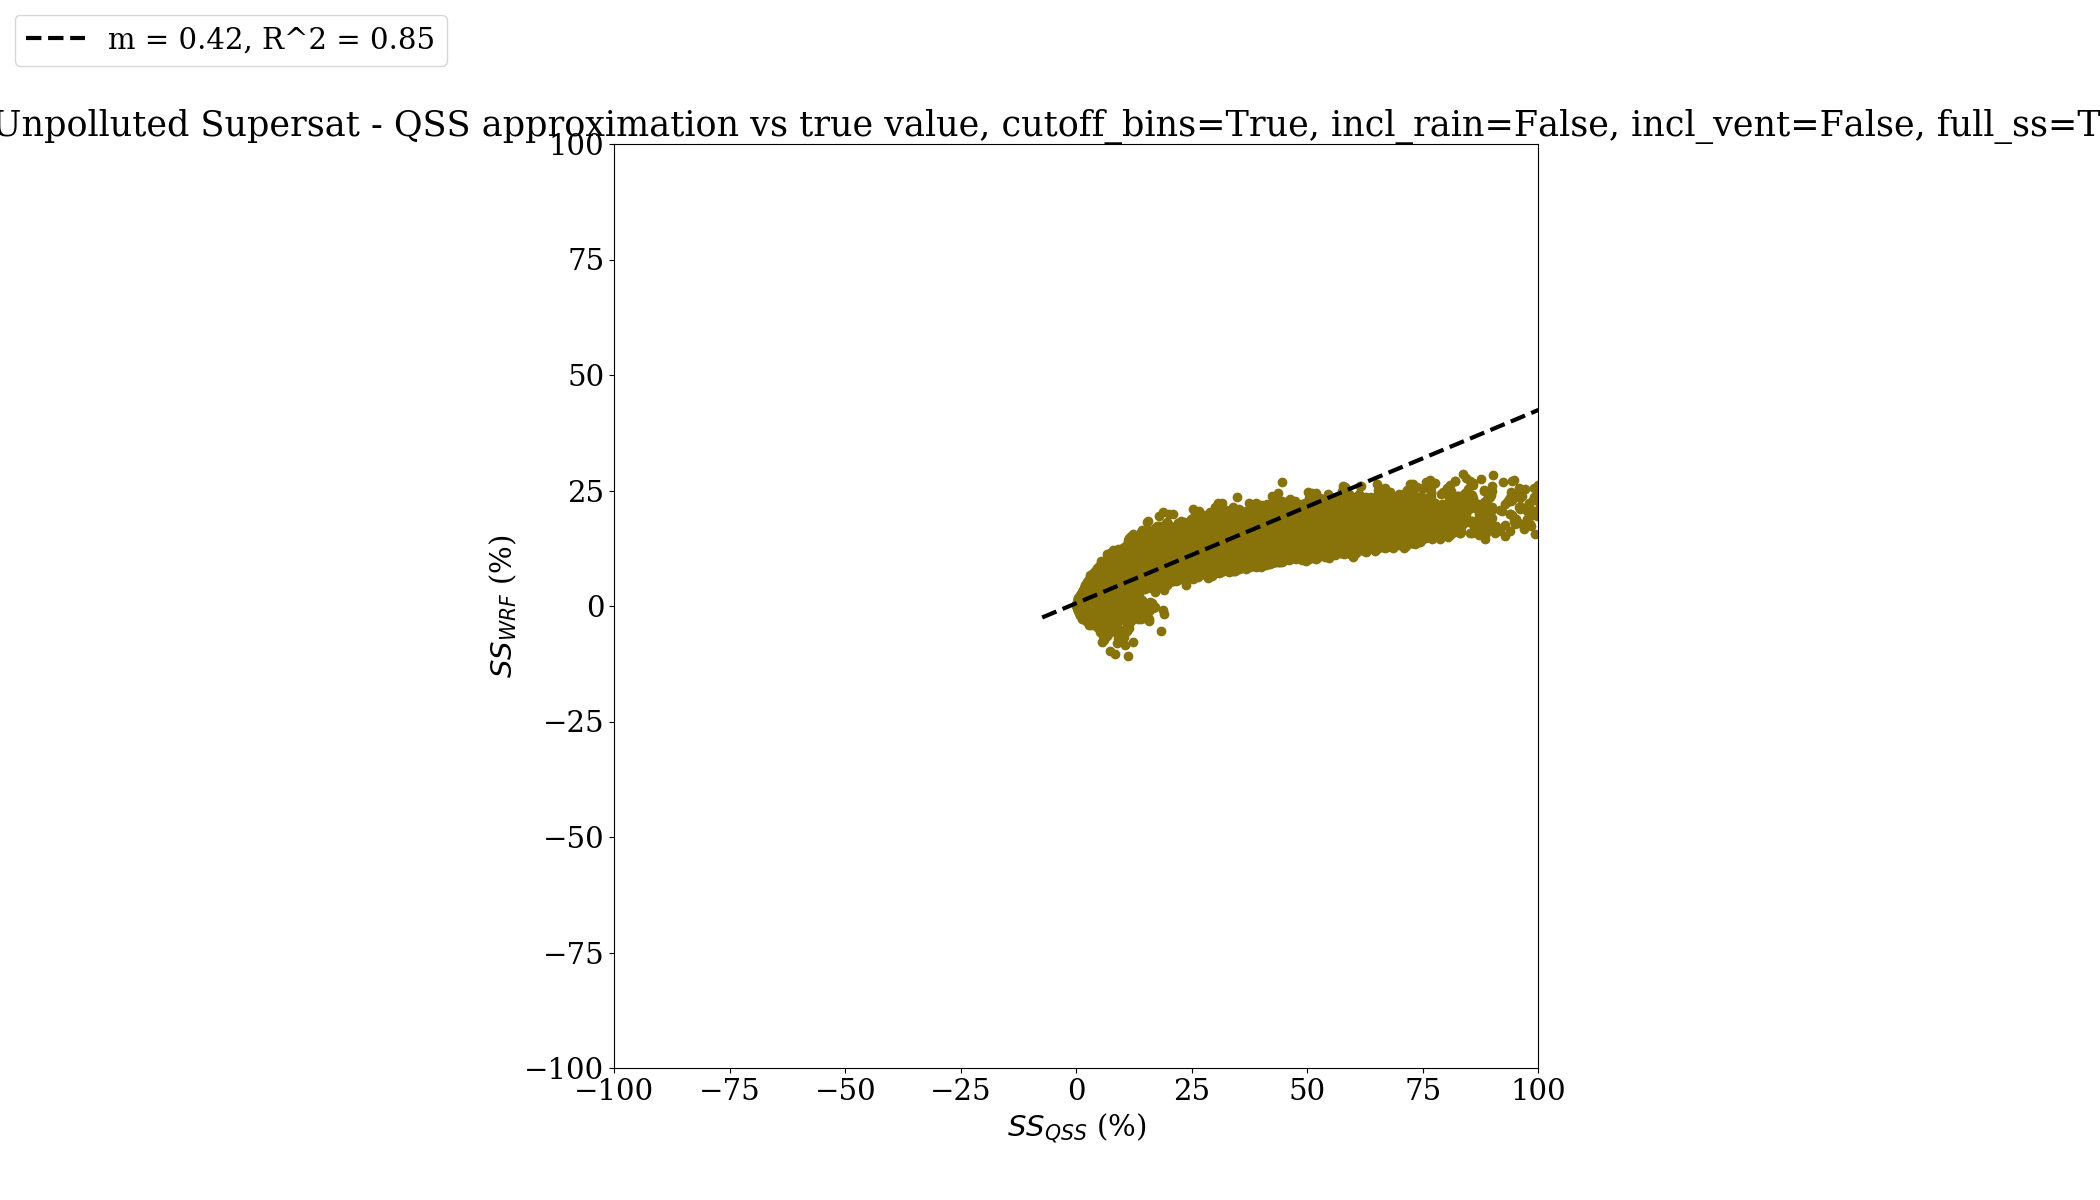 m = 0.42, R^2 = 0.85
Unpolluted Supersat - QSS approximation vs true value, cutoff_bins=True, incl_rain=False, incl_vent=False, full_ss=T
100
75
50
25
0
−25
−50
−75
−100
SS_WRF (%)
−100 −75 −50 −25 0 25 50 75 100
SS_QSS (%)